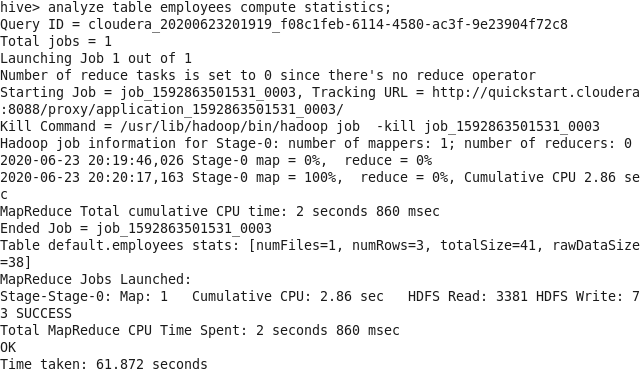 hive> analyze table employees compute statistics;
Query ID = cloudera_20200623201919_f08c1feb-6114-4580-ac3f-9e23904f72c8
Total jobs = 1
Launching Job 1 out of 1
Number of reduce tasks is set to 0 since there's no reduce operator
Starting Job = job_1592863501531_0003, Tracking URL = http://quickstart.cloudera
:8088/proxy/application_1592863501531_0003/
Kill Command = /usr/lib/hadoop/bin/hadoop job  -kill job_1592863501531_0003
Hadoop job information for Stage-0: number of mappers: 1; number of reducers: 0
2020-06-23 20:19:46,026 Stage-0 map = 0%,  reduce = 0%
2020-06-23 20:20:17,163 Stage-0 map = 100%,  reduce = 0%, Cumulative CPU 2.86 se
c
MapReduce Total cumulative CPU time: 2 seconds 860 msec
Ended Job = job_1592863501531_0003
Table default.employees stats: [numFiles=1, numRows=3, totalSize=41, rawDataSize
=38]
MapReduce Jobs Launched:
Stage-Stage-0: Map: 1   Cumulative CPU: 2.86 sec   HDFS Read: 3381 HDFS Write: 7
3 SUCCESS
Total MapReduce CPU Time Spent: 2 seconds 860 msec
OK
Time taken: 61.872 seconds